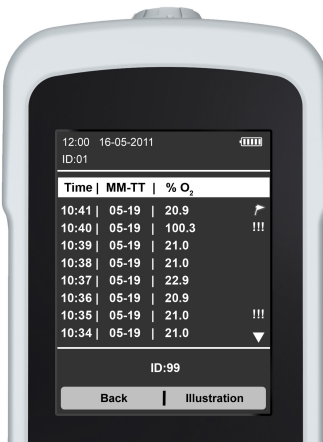 12:00 16-05-2011
ID:01
Time | MM-TT | % O₂
10:41 | 05-19 | 20.9
10:40 | 05-19 | 100.3 !!!
10:39 | 05-19 | 21.0
10:38 | 05-19 | 21.0
10:37 | 05-19 | 22.9
10:36 | 05-19 | 20.9
10:35 | 05-19 | 21.0 !!!
10:34 | 05-19 | 21.0
ID:99
Back | Illustration